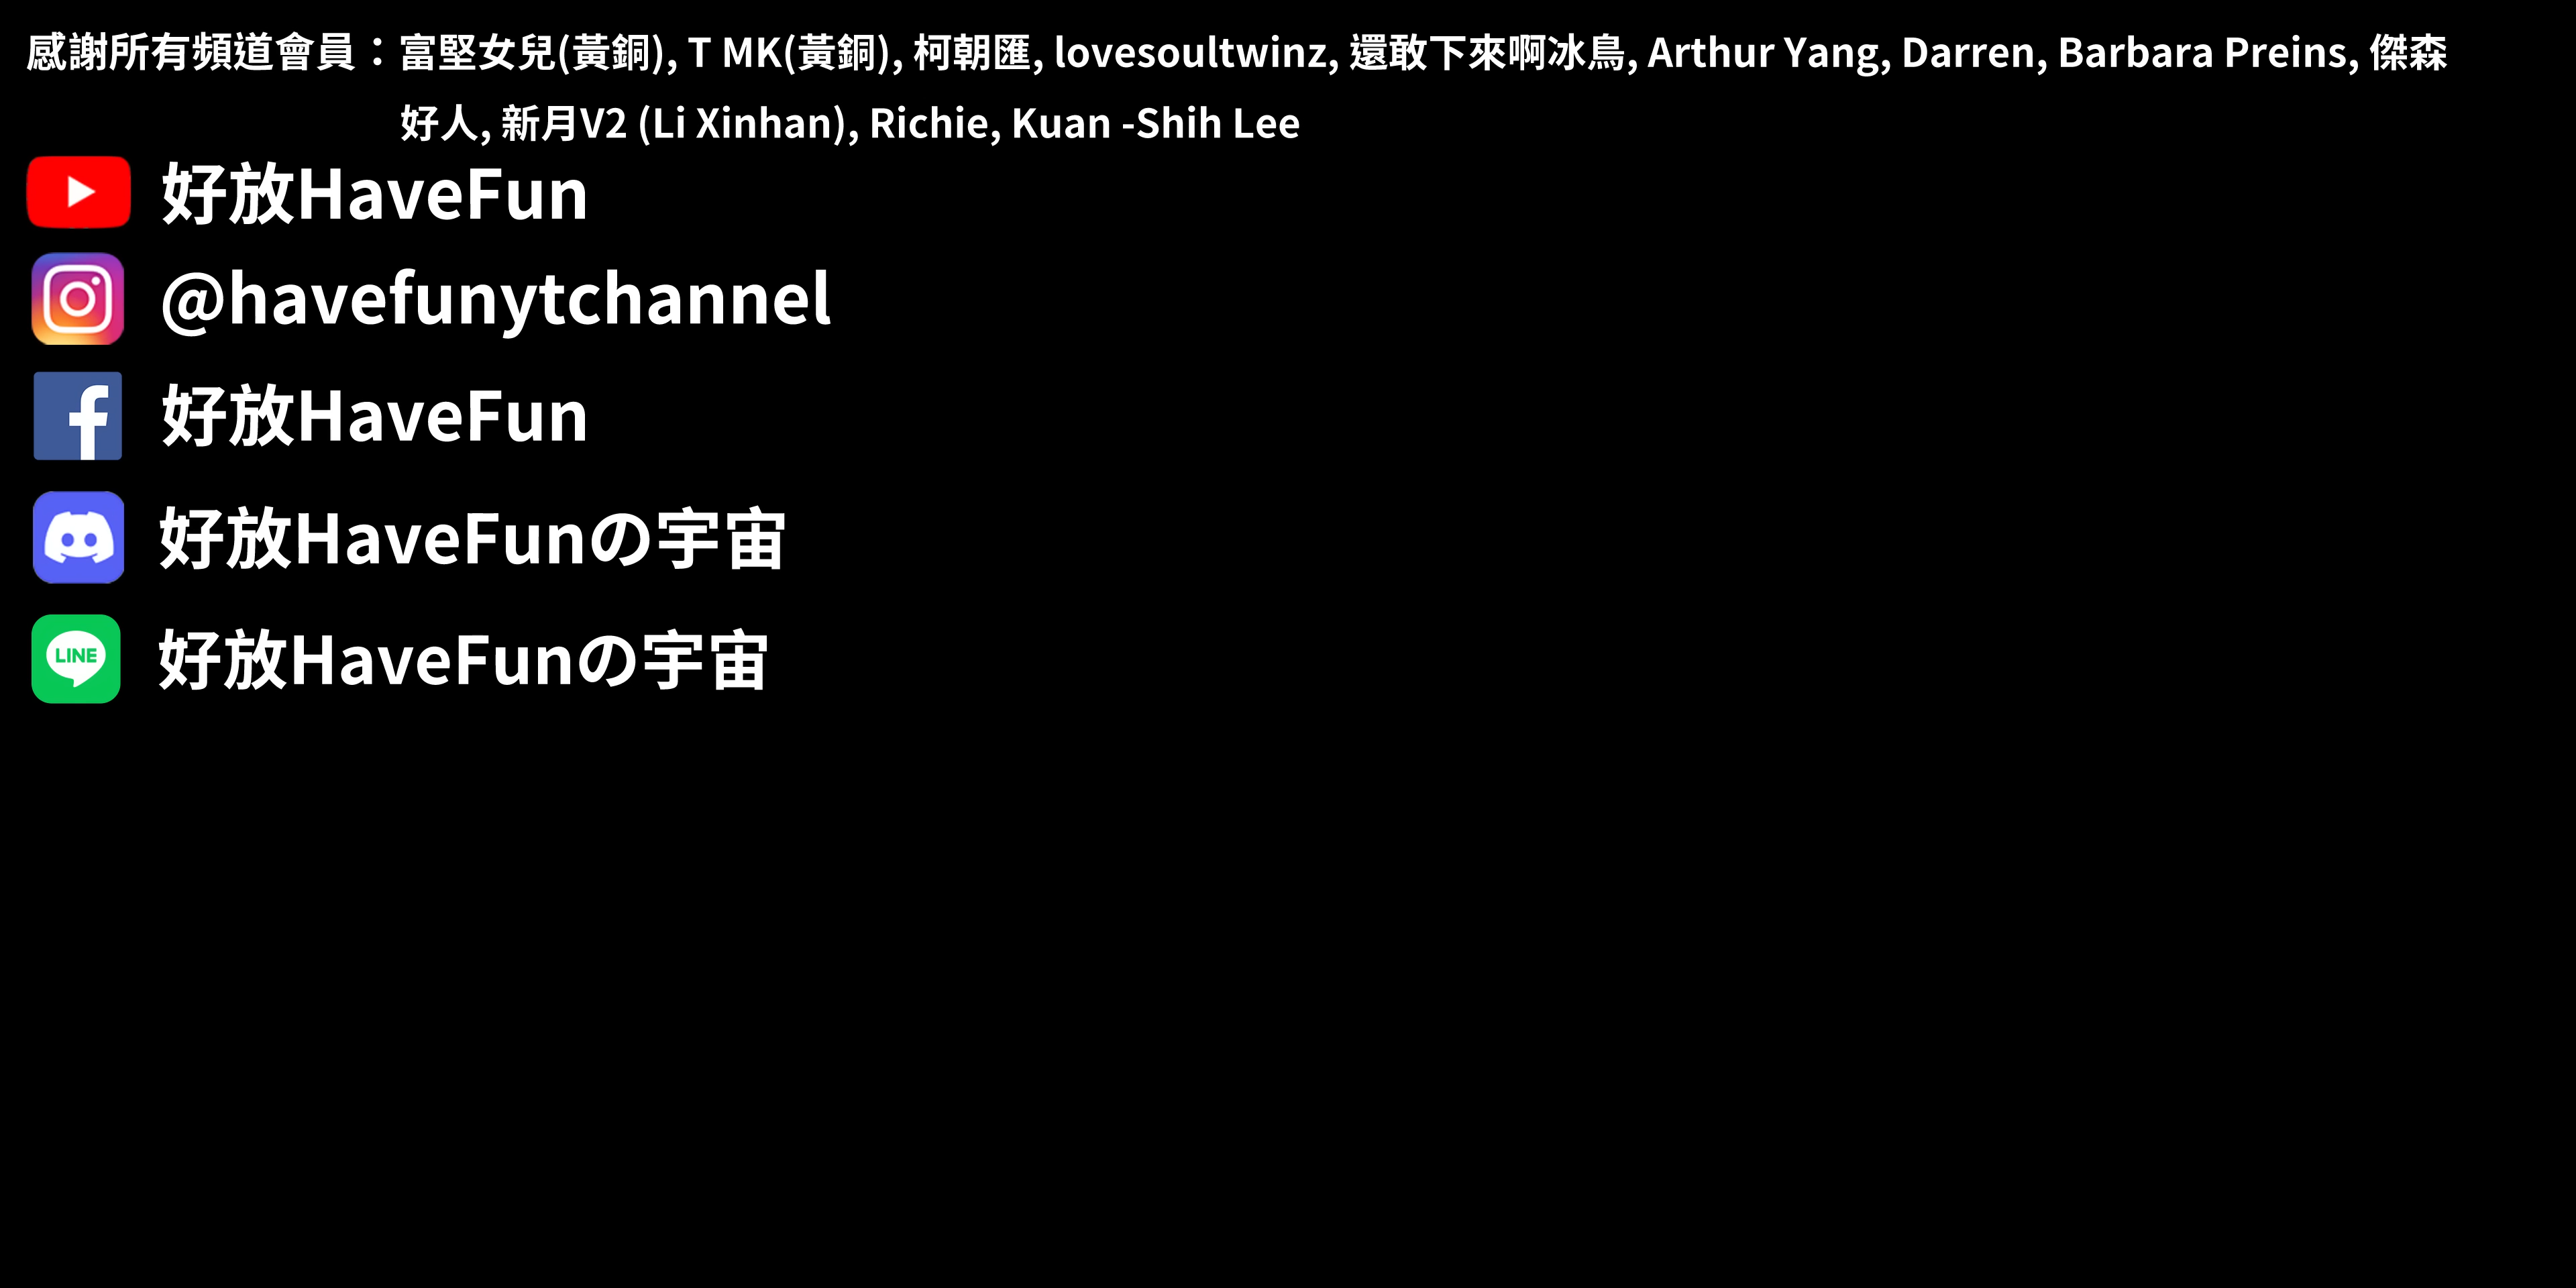 感謝所有頻道會員：富堅女兒(黃銅), T MK(黃銅), 柯朝匯, lovesoultwinz, 還敢下來啊冰鳥, Arthur Yang, Darren, Barbara Preins, 傑森
好人, 新月V2 (Li Xinhan), Richie, Kuan -Shih Lee
好放HaveFun
@havefunytchannel
好放HaveFun
好放HaveFunの宇宙
LINE 好放HaveFunの宇宙